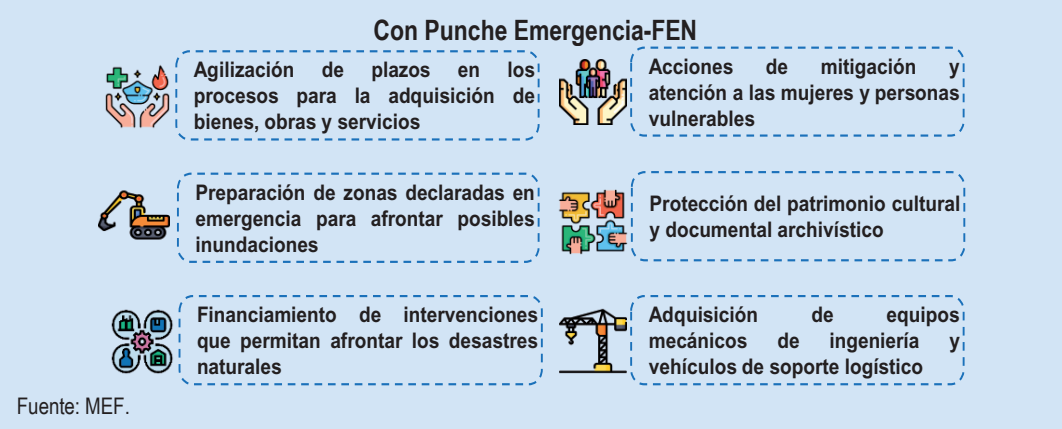 Con Punche Emergencia-FEN
Agilización de plazos en los
procesos para la adquisición de
bienes, obras y servicios
Acciones de mitigación y
atención a las mujeres y personas
vulnerables
Preparación de zonas declaradas en
emergencia para afrontar posibles
inundaciones
Protección del patrimonio cultural
y documental archivístico
Financiamiento de intervenciones
que permitan afrontar los desastres
naturales
Adquisición de equipos
mecánicos de ingeniería y
vehículos de soporte logístico
Fuente: MEF.